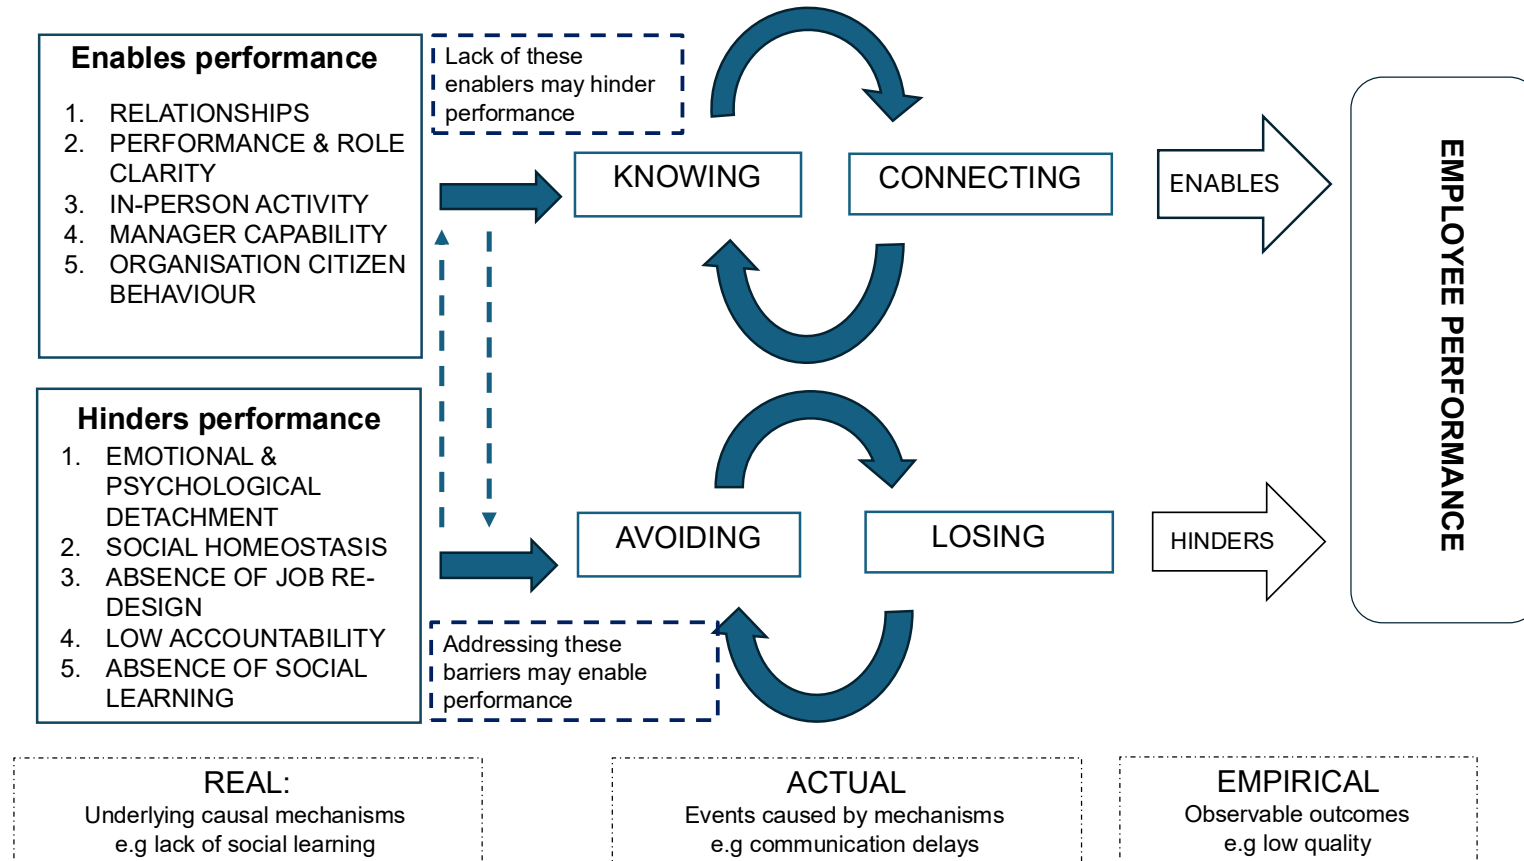 Enables performance
1. RELATIONSHIPS
2. PERFORMANCE & ROLE
CLARITY
3. IN-PERSON ACTIVITY
4. MANAGER CAPABILITY
5. ORGANISATION CITIZEN
BEHAVIOUR
Lack of these
enablers may hinder
performance
KNOWING
CONNECTING
ENABLES
EMPLOYEE PERFORMANCE
Hinders performance
1. EMOTIONAL &
PSYCHOLOGICAL
DETACHMENT
2. SOCIAL HOMEOSTASIS
3. ABSENCE OF JOB RE-
DESIGN
4. LOW ACCOUNTABILITY
5. ABSENCE OF SOCIAL
LEARNING
AVOIDING
LOSING
HINDERS
Addressing these
barriers may enable
performance
REAL:
Underlying causal mechanisms
e.g lack of social learning
ACTUAL
Events caused by mechanisms
e.g communication delays
EMPIRICAL
Observable outcomes
e.g low quality